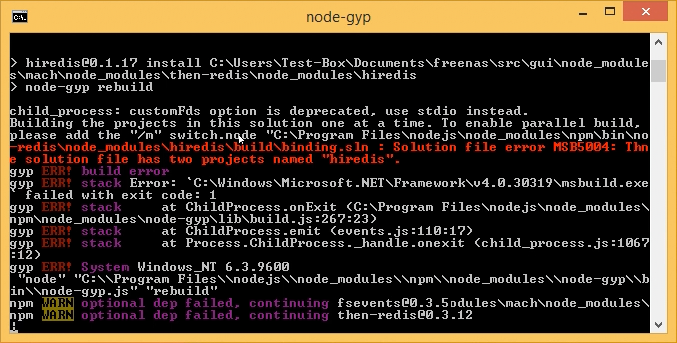 node-gyp
> hiredis@0.1.17 install C:\Users\Test-Box\Documents\freenas\src\gui\node_module
s\mach\node_modules\then-redis\node_modules\hiredis
> node-gyp rebuild
child_process: customFds option is deprecated, use stdio instead.
Building the projects in this solution one at a time. To enable parallel build,
please add the "/m" switch.node "C:\Program Files\nodejs\node_modules\npm\bin\no
-redis\node_modules\hiredis\build\binding.sln : Solution file error MSB5004: Thn
e solution file has two projects named "hiredis".
gyp ERR! build error
gyp ERR! stack Error: `C:\Windows\Microsoft.NET\Framework\v4.0.30319\msbuild.exe
` failed with exit code: 1
gyp ERR! stack     at ChildProcess.onExit (C:\Program Files\nodejs\node_modules\
npm\node_modules\node-gyp\lib\build.js:267:23)
gyp ERR! stack     at ChildProcess.emit (events.js:110:17)
gyp ERR! stack     at Process.ChildProcess._handle.onexit (child_process.js:1067
:12)
gyp ERR! System Windows_NT 6.3.9600
"node" "C:\\Program Files\\nodejs\\node_modules\\npm\\node_modules\\node-gyp\\b
in\\node-gyp.js" "rebuild"
npm WARN optional dep failed, continuing fsevents@0.3.5odules\mach\node_modules\
npm WARN optional dep failed, continuing then-redis@0.3.12